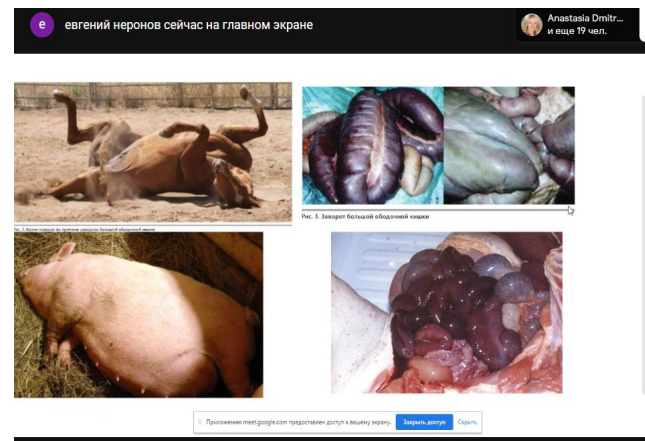 е
евгений неронов сейчас на главном экране
Anastasia Dmitr...
и еще 19 чел.
Рис. 3. Заворот большой ободочной кишки
Приложению meet.google.com предоставлен доступ к вашему экрану.
Закрыть доступ
Скрыть